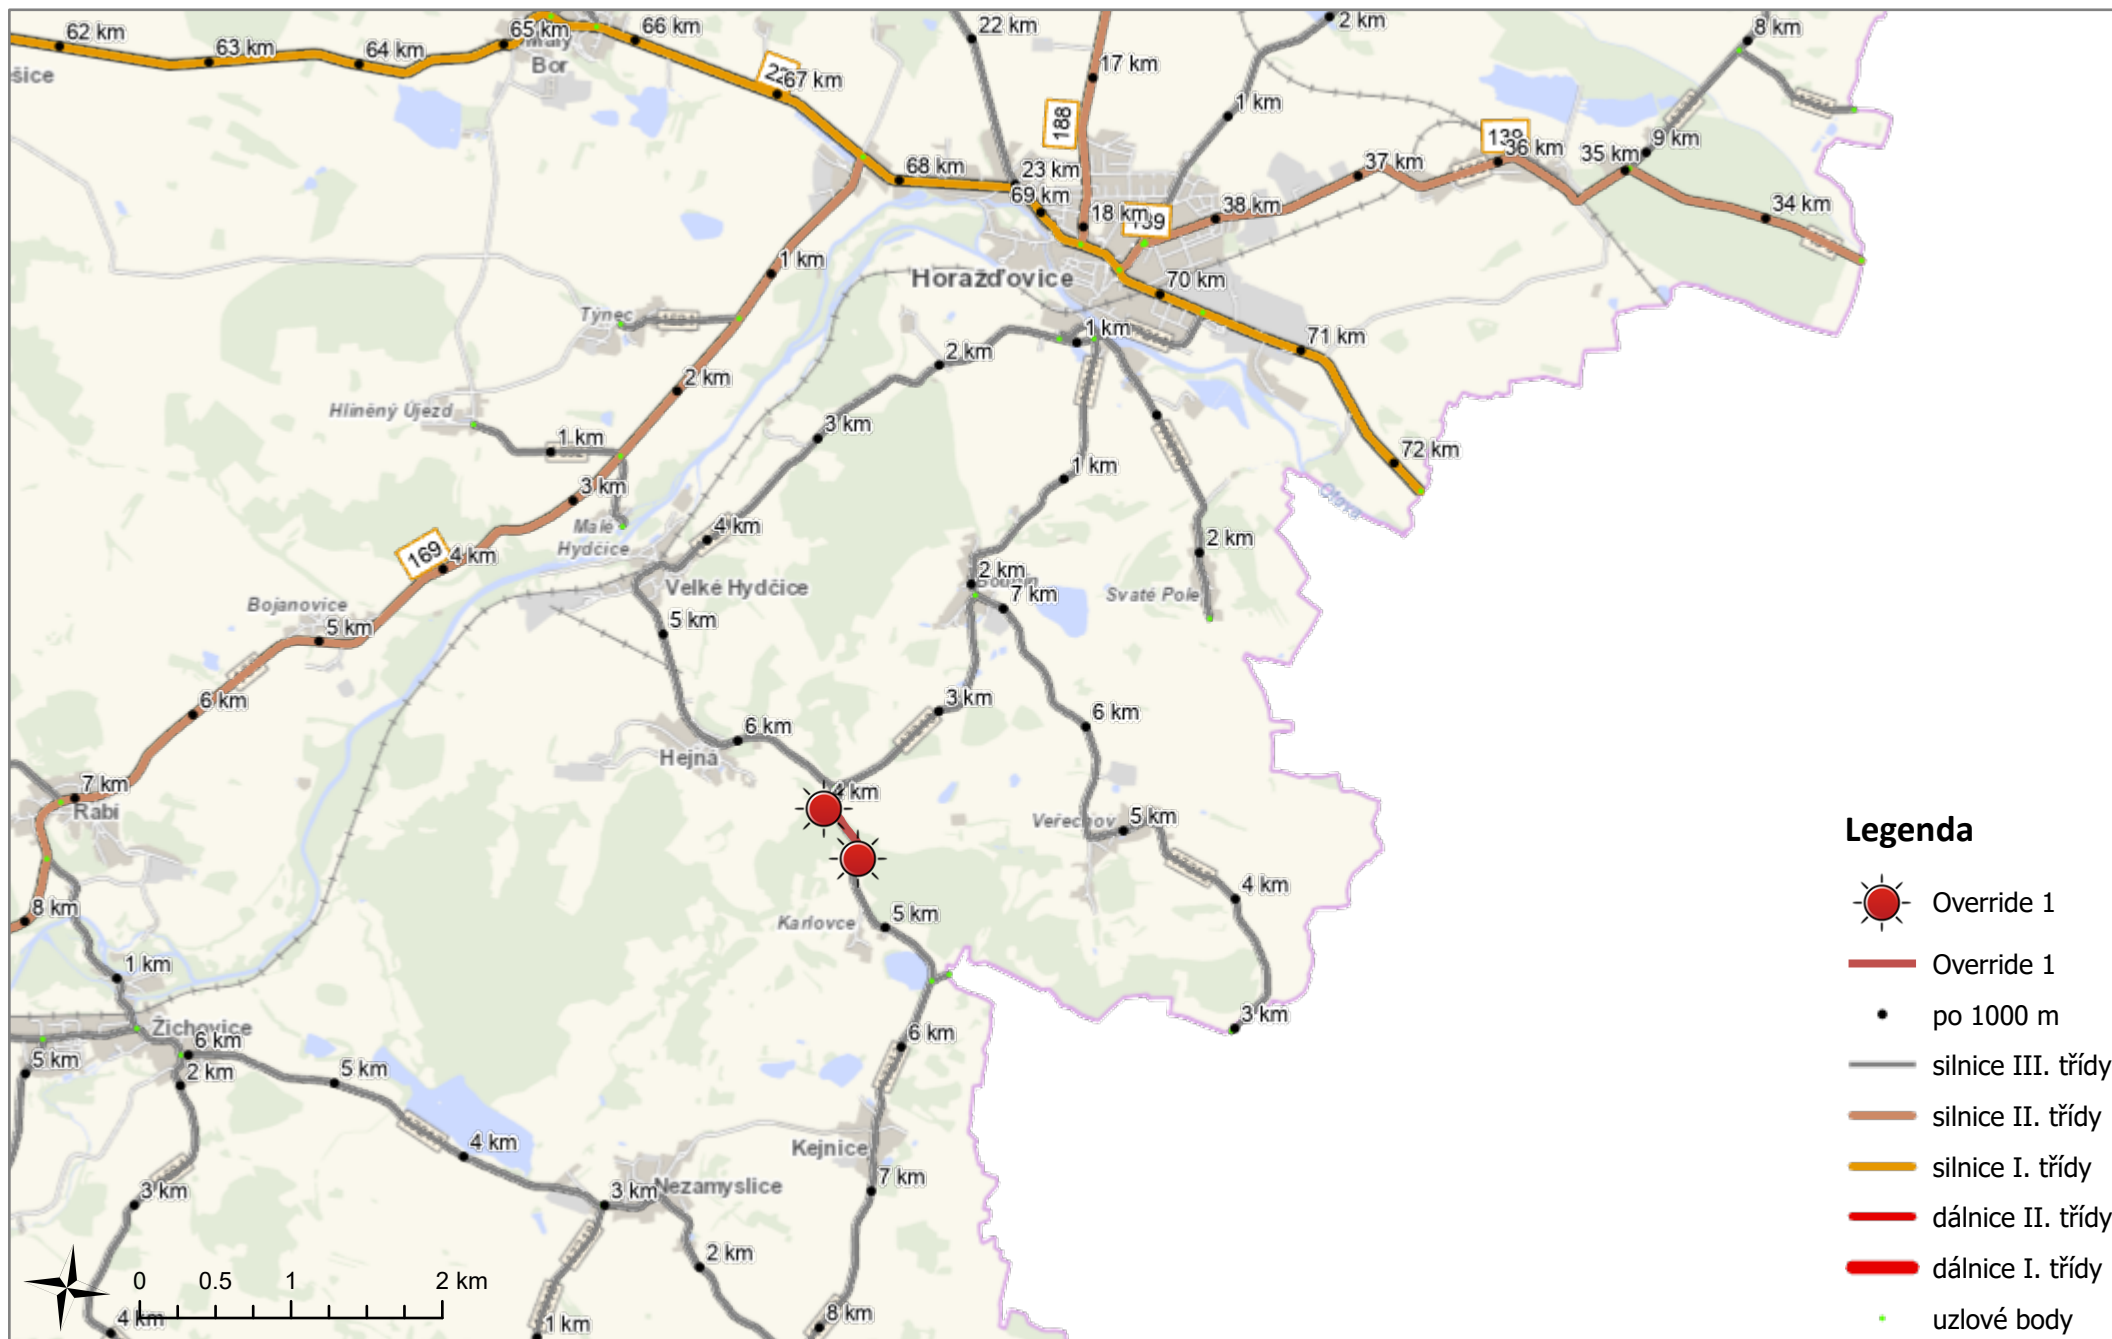 62 km
63 km
64 km
65 km
66 km
67 km
68 km
69 km
22 km
23 km
17 km
188
18 km
2 km
1 km
8 km
9 km
139
36 km
35 km
37 km
38 km
34 km
šice
Malý
Bor
Horažďovice
70 km
71 km
72 km
Otava
1 km
2 km
3 km
4 km
Týnec
Hliněný Újezd
1 km
1 km
2 km
3 km
Malé
Hydčice
169
4 km
Bojanovice
5 km
6 km
7 km
Rabí
8 km
Velké Hydčice
5 km
Hejná
6 km
4 km
1 km
2 km
7 km
3 km
Svaté Pole
2 km
6 km
Veřechov
5 km
4 km
3 km
Karlovce
5 km
6 km
Kejnice
7 km
8 km
1 km
Žichovice
6 km
5 km
2 km
5 km
4 km
3 km
Nezamyslice
3 km
2 km
1 km
4 km
0 0.5 1 2 km
Legenda
Override 1
Override 1
po 1000 m
silnice III. třídy
silnice II. třídy
silnice I. třídy
dálnice II. třídy
dálnice I. třídy
uzlové body